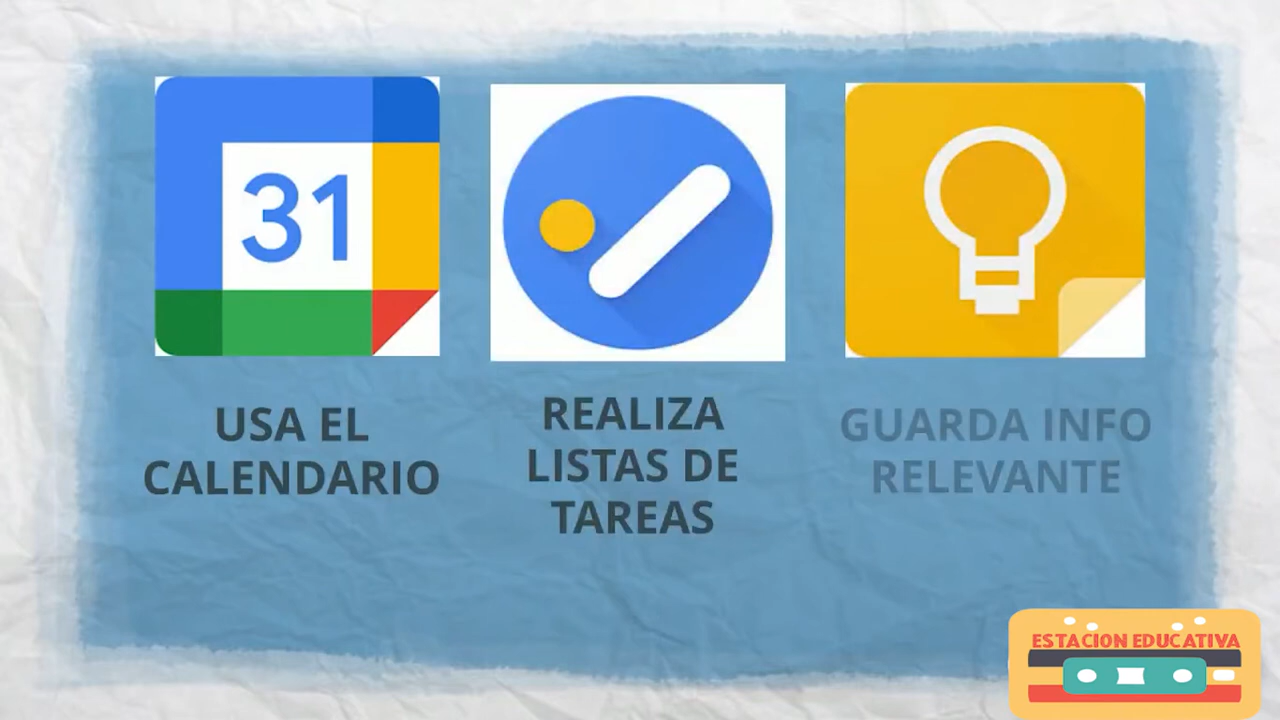 31
USA EL
CALENDARIO
REALIZA
LISTAS DE
TAREAS
GUARDA INFO
RELEVANTE
ESTACION EDUCATIVA